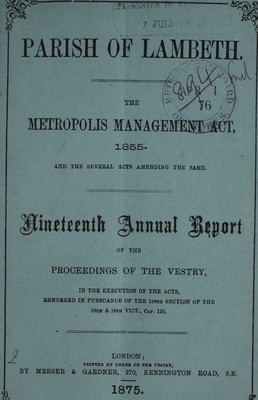 PARISH OF LAMBETH.
THE
METROPOLIS MANAGEMENT ACT,
1855.
AND THE SEVERAL ACTS AMENDING THE SAME.
Nineteenth Annual Report
OF THE
PROCEEDINGS OF THE VESTRY,
IN THE EXECUTION OF THE ACTS,
RENDERED IN PURSUANCE OF THE 198TH SECTION OF THE
18TH & 19TH VICT., CAP. 120.
LONDON;
PRINTED BY ORDER OF THE VESTRY,
BY MERSER & GARDNER, 270, KENNINGTON ROAD, S.E.
1875.